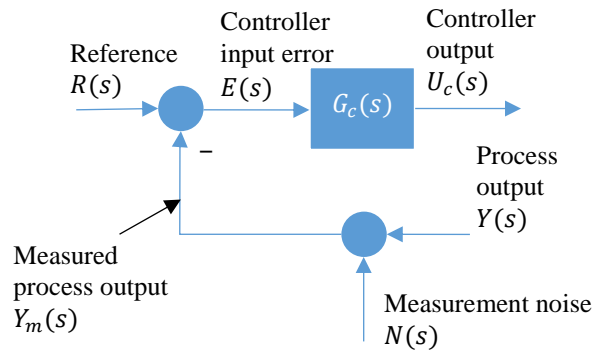 Reference
R(s)
Controller
input error
E(s)
G_c(s)
Controller
output
U_c(s)
–
Process
output
Y(s)
Measured
process output
Y_m(s)
Measurement noise
N(s)